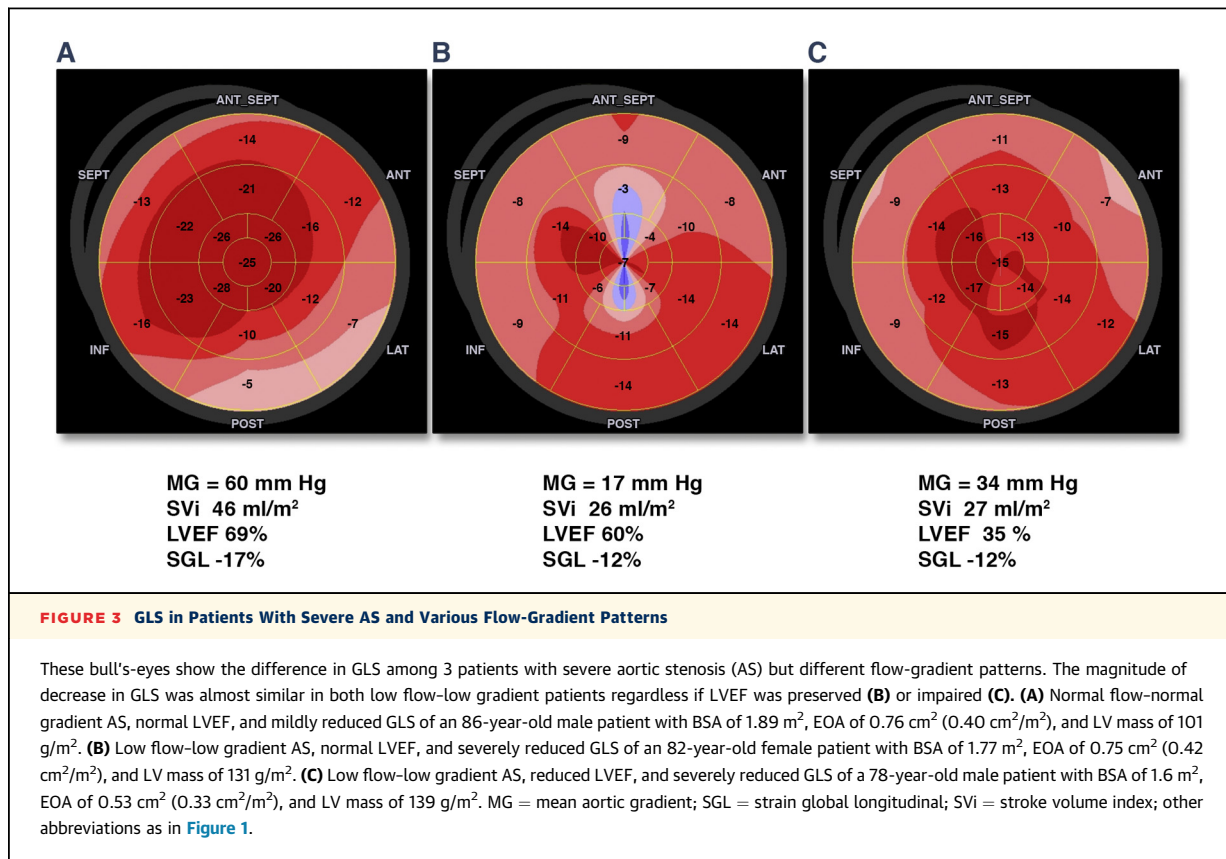 A
B
C
ANT_SEPT
SEPT
ANT
INF
LAT
POST
-14
-13
-12
-21
-22
-16
-26
-26
-25
-28
-20
-23
-12
-16
-10
-7
-5
ANT_SEPT
SEPT
ANT
INF
LAT
POST
-9
-8
-8
-3
-14
-10
-10
-4
-7
-6
-7
-11
-14
-9
-11
-14
-14
ANT_SEPT
SEPT
ANT
INF
LAT
POST
-11
-9
-7
-13
-14
-10
-16
-13
-15
-17
-14
-12
-14
-9
-15
-12
-13
MG = 60 mm Hg
SVi 46 ml/m²
LVEF 69%
SGL -17%
MG = 17 mm Hg
SVi 26 ml/m²
LVEF 60%
SGL -12%
MG = 34 mm Hg
SVi 27 ml/m²
LVEF 35 %
SGL -12%
FIGURE 3 GLS in Patients With Severe AS and Various Flow-Gradient Patterns
These bull's-eyes show the difference in GLS among 3 patients with severe aortic stenosis (AS) but different flow-gradient patterns. The magnitude of
decrease in GLS was almost similar in both low flow–low gradient patients regardless if LVEF was preserved (B) or impaired (C). (A) Normal flow–normal
gradient AS, normal LVEF, and mildly reduced GLS of an 86-year-old male patient with BSA of 1.89 m², EOA of 0.76 cm² (0.40 cm²/m²), and LV mass of 101
g/m². (B) Low flow–low gradient AS, normal LVEF, and severely reduced GLS of an 82-year-old female patient with BSA of 1.77 m², EOA of 0.75 cm² (0.42
cm²/m²), and LV mass of 131 g/m². (C) Low flow–low gradient AS, reduced LVEF, and severely reduced GLS of a 78-year-old male patient with BSA of 1.6 m²,
EOA of 0.53 cm² (0.33 cm²/m²), and LV mass of 139 g/m². MG = mean aortic gradient; SGL = strain global longitudinal; SVi = stroke volume index; other
abbreviations as in Figure 1.